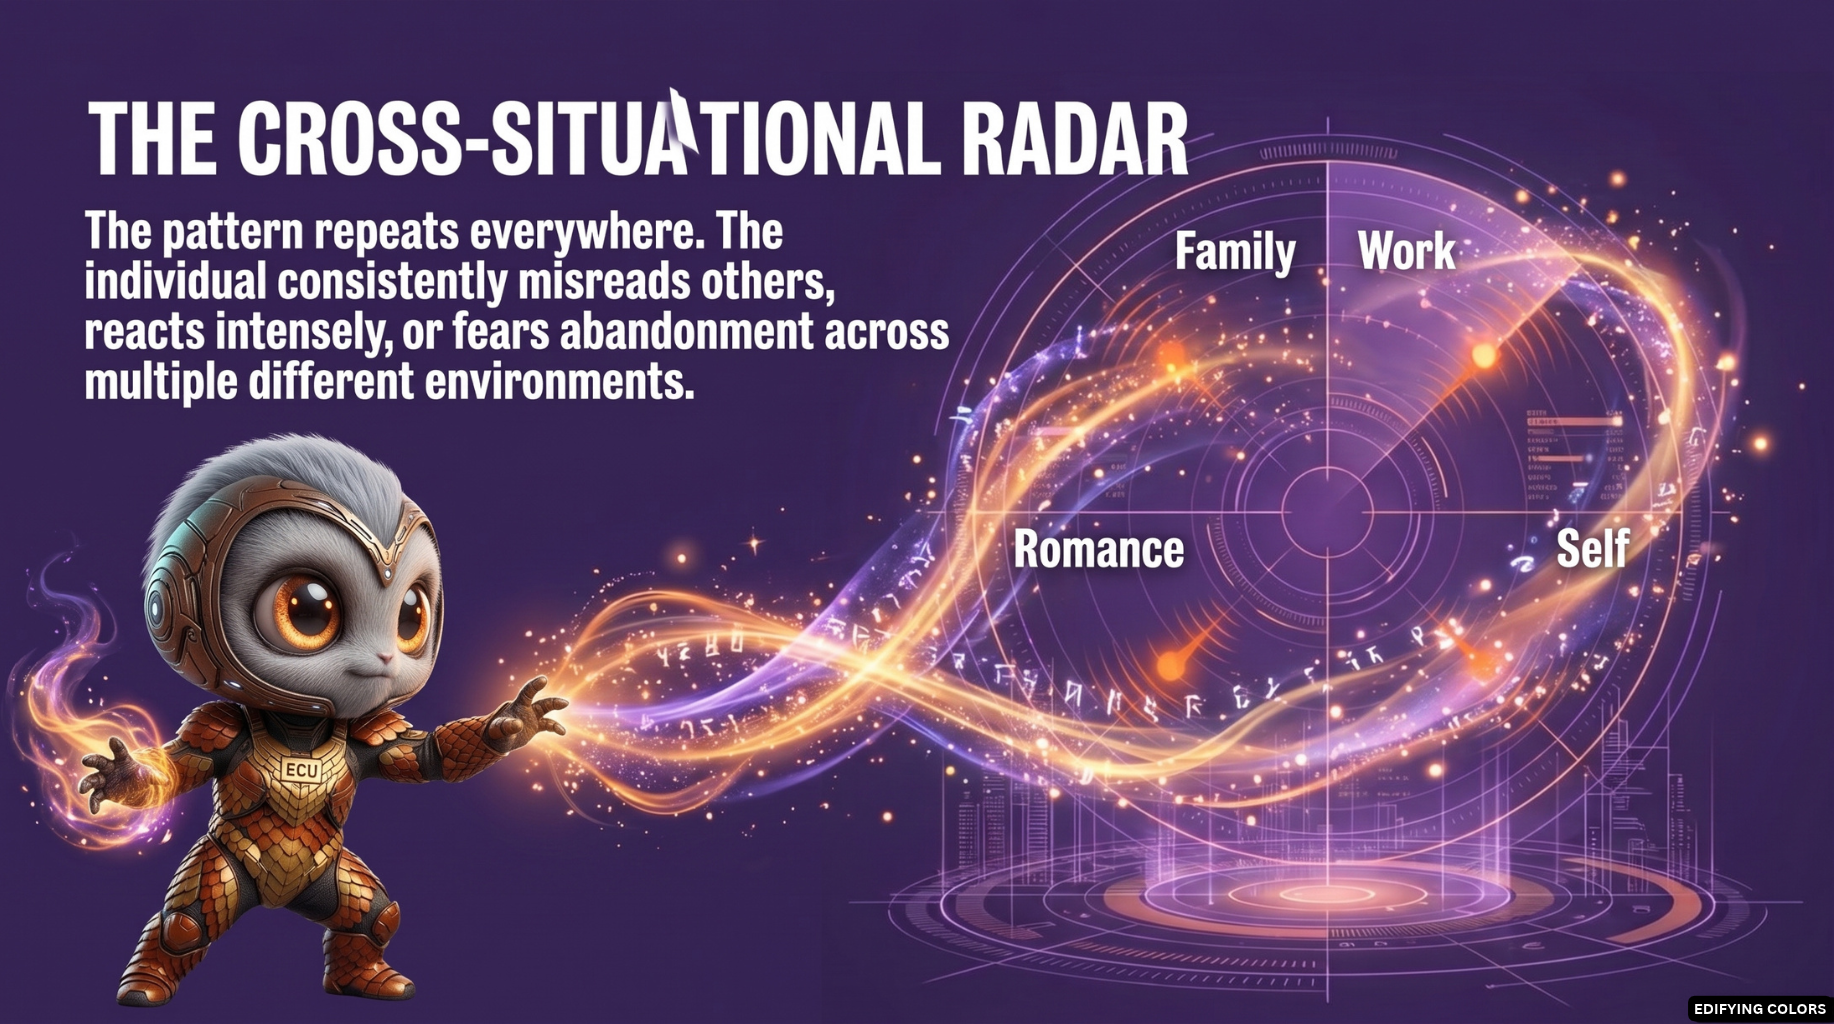 THE CROSS-SITUATIONAL RADAR
The pattern repeats everywhere. The
individual consistently misreads others,
reacts intensely, or fears abandonment across
multiple different environments.
Family
Work
Romance
Self
ECU
EDIFYING COLORS